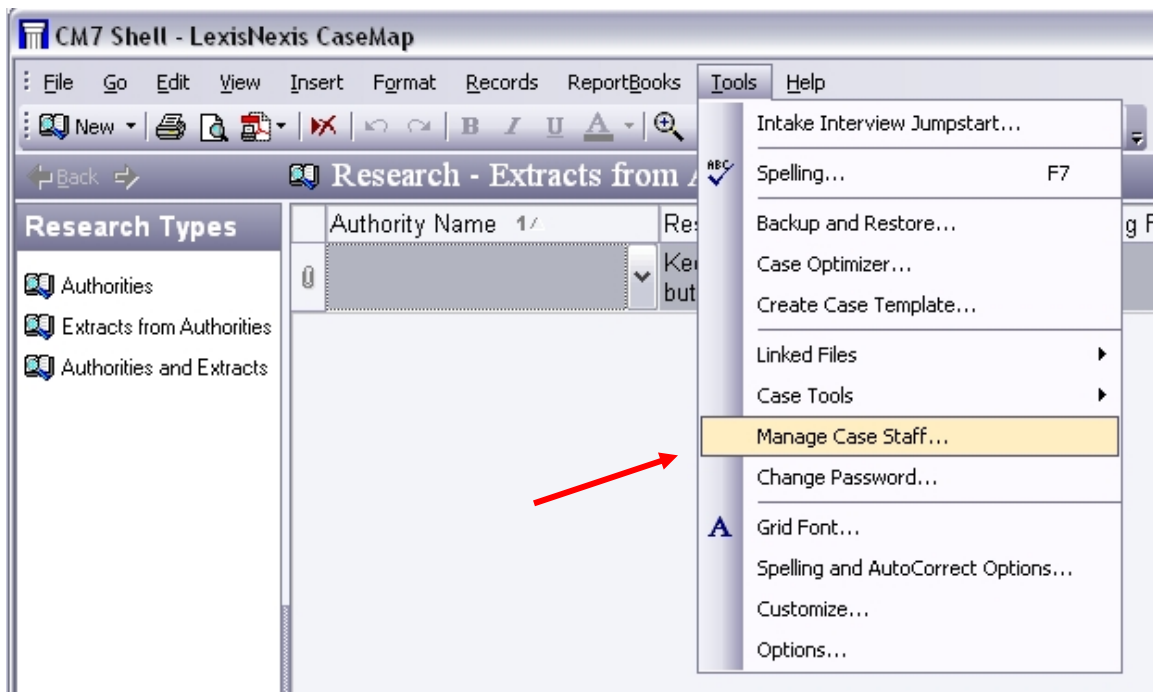 CM7 Shell - LexisNexis CaseMap
File Go Edit View Insert Format Records ReportBooks Tools Help
New B I U A
Back Research - Extracts from
Research Types
Authorities
Extracts from Authorities
Authorities and Extracts
Authority Name 1
but
Intake Interview Jumpstart...
ABC Spelling... F7
Backup and Restore...
Case Optimizer...
Create Case Template...
Linked Files
Case Tools
Manage Case Staff...
Change Password...
A Grid Font...
Spelling and AutoCorrect Options...
Customize...
Options...